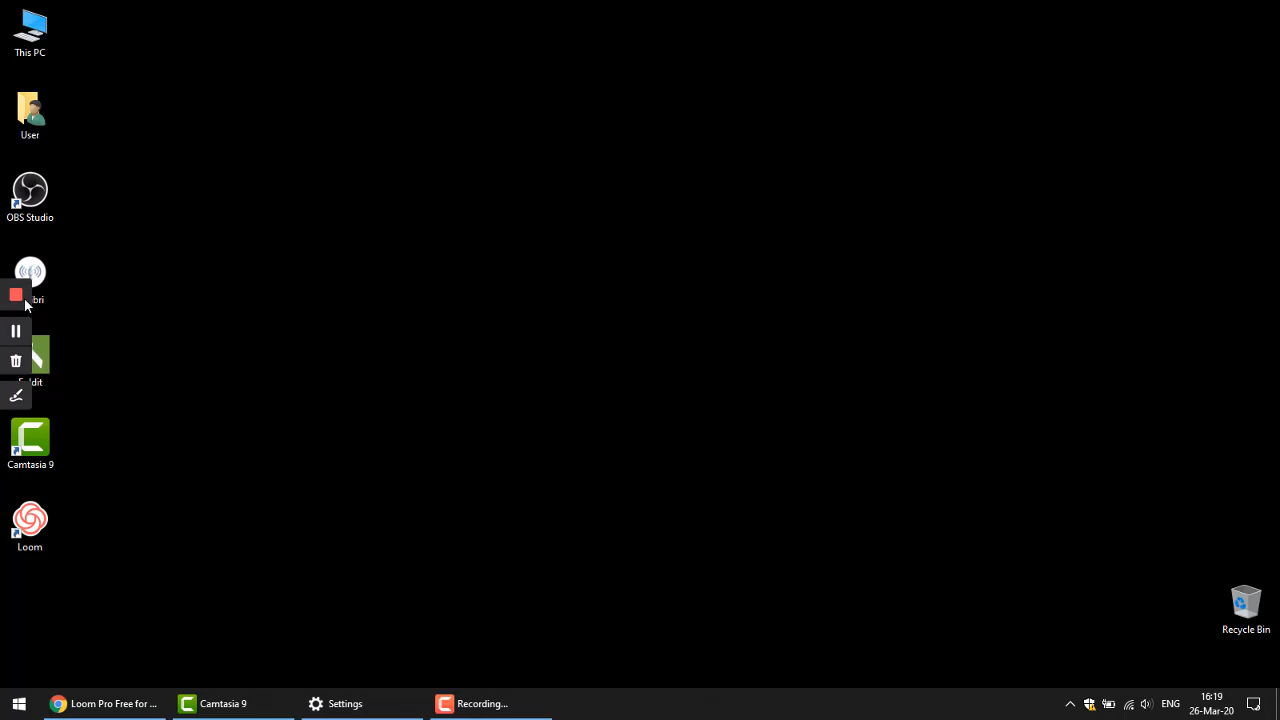 This PC
User
OBS Studio
Camtasia 9
Loom
Recycle Bin
Loom Pro Free for ...
Camtasia 9
Settings
Recording...
ENG
16:19
26-Mar-20